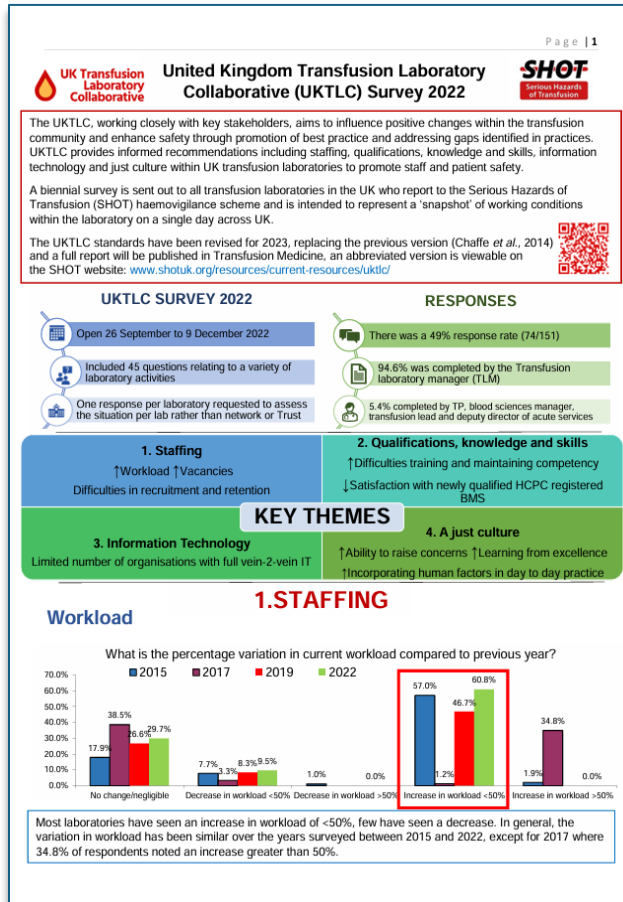 Page | 1
UK Transfusion
Laboratory
Collaborative
United Kingdom Transfusion Laboratory
Collaborative (UKTLC) Survey 2022
SHOT
Serious Hazards
of Transfusion
The UKTLC, working closely with key stakeholders, aims to influence positive changes within the transfusion
community and enhance safety through promotion of best practice and addressing gaps identified in practices.
UKTLC provides informed recommendations including staffing, qualifications, knowledge and skills, information
technology and just culture within UK transfusion laboratories to promote staff and patient safety.
A biennial survey is sent out to all transfusion laboratories in the UK who report to the Serious Hazards of
Transfusion (SHOT) haemovigilance scheme and is intended to represent a ‘snapshot’ of working conditions
within the laboratory on a single day across UK.
The UKTLC standards have been revised for 2023, replacing the previous version (Chaffe et al., 2014)
and a full report will be published in Transfusion Medicine, an abbreviated version is viewable on
the SHOT website: www.shotuk.org/resources/current-resources/uktlc/
UKTLC SURVEY 2022
Open 26 September to 9 December 2022
Included 45 questions relating to a variety of
laboratory activities
One response per laboratory requested to assess
the situation per lab rather than network or Trust
RESPONSES
There was a 49% response rate (74/151)
94.6% was completed by the Transfusion
laboratory manager (TLM)
5.4% completed by TP, blood sciences manager,
transfusion lead and deputy director of acute services
1. Staffing
↑Workload ↑Vacancies
Difficulties in recruitment and retention
2. Qualifications, knowledge and skills
↑Difficulties training and maintaining competency
↓Satisfaction with newly qualified HCPC registered
BMS
KEY THEMES
3. Information Technology
Limited number of organisations with full vein-2-vein IT
4. A just culture
↑Ability to raise concerns ↑Learning from excellence
↑Incorporating human factors in day to day practice
1.STAFFING
Workload
What is the percentage variation in current workload compared to previous year?
2015 2017 2019 2022
70.0%
60.0%
50.0%
40.0%
30.0%
20.0%
10.0%
0.0%
17.9% 38.5% 26.6% 29.7%
7.7% 3.3% 8.3% 9.5%
1.0% 0.0%
57.0% 1.2% 46.7% 60.8%
1.9% 34.8% 0.0%
No change/negligible Decrease in workload <50% Decrease in workload >50% Increase in workload <50% Increase in workload >50%
Most laboratories have seen an increase in workload of <50%, few have seen a decrease. In general, the
variation in workload has been similar over the years surveyed between 2015 and 2022, except for 2017 where
34.8% of respondents noted an increase greater than 50%.